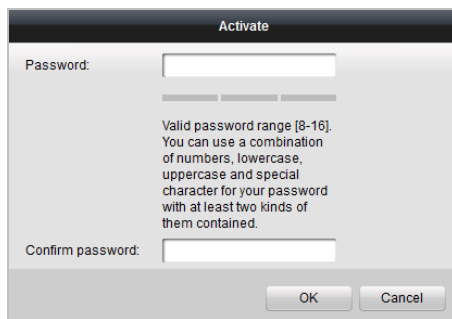 Activate
Password:
Valid password range [8-16].
You can use a combination
of numbers, lowercase,
uppercase and special
character for your password
with at least two kinds of
them contained.
Confirm password:
OK Cancel